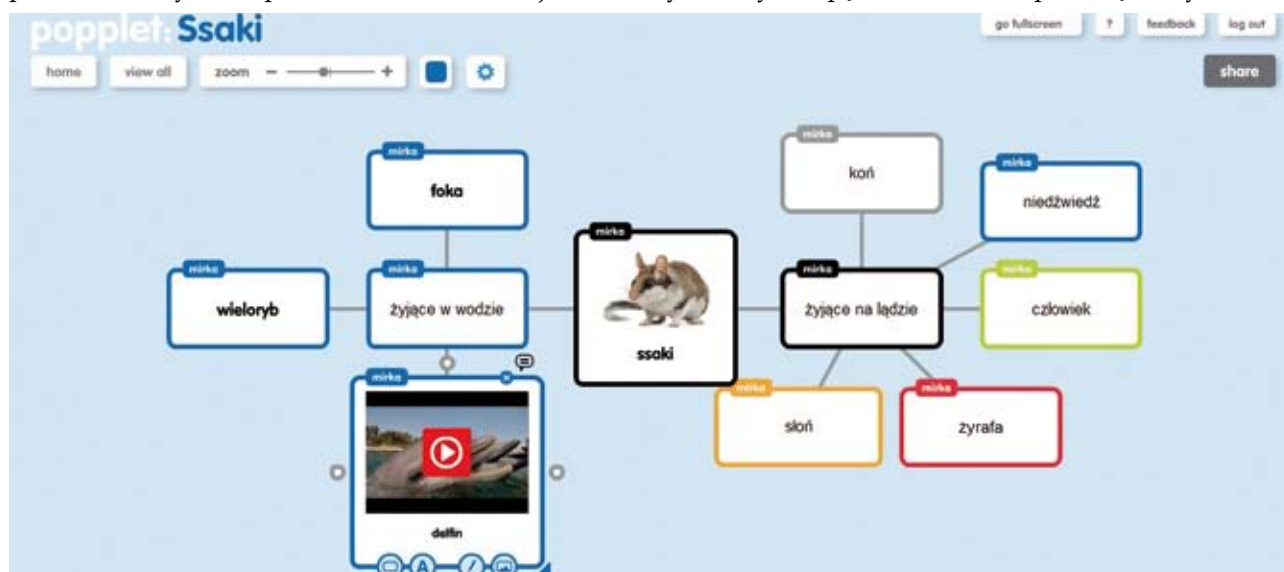 popplet: Ssaki
go fullscreen ? feedback log out
home view all zoom - + share
mirka
foka
mirka
wieloryb
mirka
żyjące w wodzie
mirka
delfin
A
mirka
ssaki
mirka
koń
mirka
niedźwiedź
mirka
żyjące na lądzie
mirka
człowiek
mirka
słoń
mirka
żyrafa